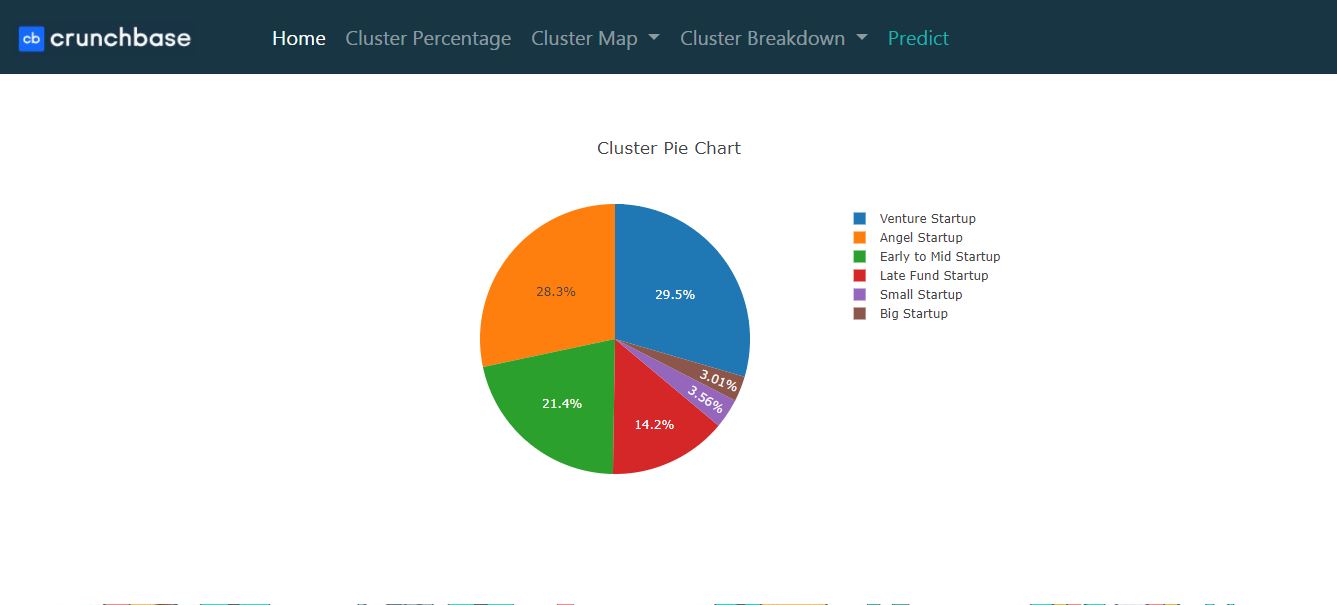 cb crunchbase Home Cluster Percentage Cluster Map Cluster Breakdown Predict
Cluster Pie Chart
Venture Startup
Angel Startup
Early to Mid Startup
Late Fund Startup
Small Startup
Big Startup
28.3%
29.5%
3.01%
3.56%
21.4%
14.2%